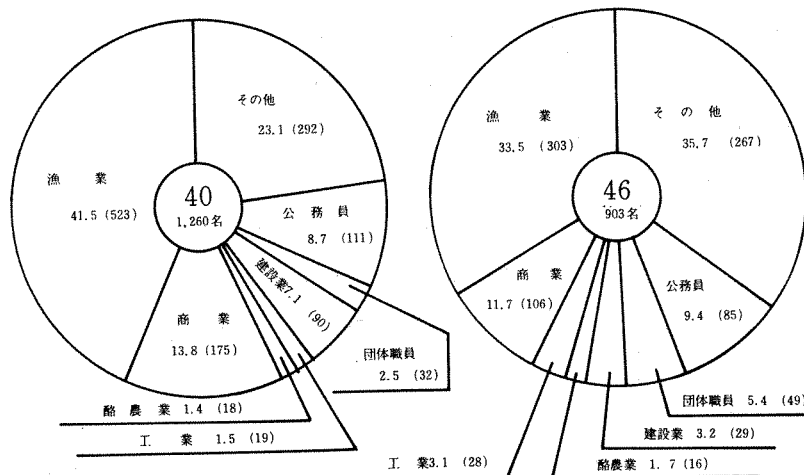 その他
23.1 (292)
漁業
41.5 (523)
40
1,260名
公務員
8.7 (111)
建設業7.1 (90)
商業
13.8 (175)
団体職員
2.5 (32)
酪農業 1.4 (18)
工業 1.5 (19)
漁業
33.5 (303)
その他
35.7 (267)
46
903名
商業
11.7 (106)
公務員
9.4 (85)
団体職員 5.4 (49)
建設業 3.2 (29)
工業3.1 (28)
酪農業 1.7 (16)